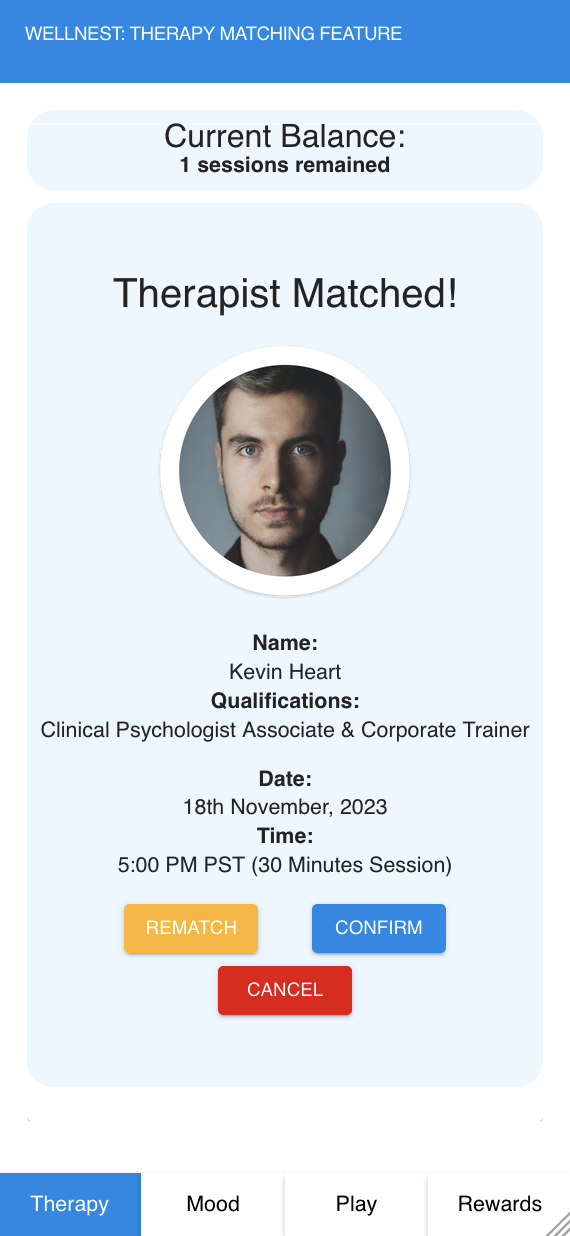 WELLNEST: THERAPY MATCHING FEATURE
Current Balance:
1 sessions remained
Therapist Matched!
Name:
Kevin Heart
Qualifications:
Clinical Psychologist Associate & Corporate Trainer
Date:
18th November, 2023
Time:
5:00 PM PST (30 Minutes Session)
REMATCH CONFIRM
CANCEL
Therapy Mood Play Rewards